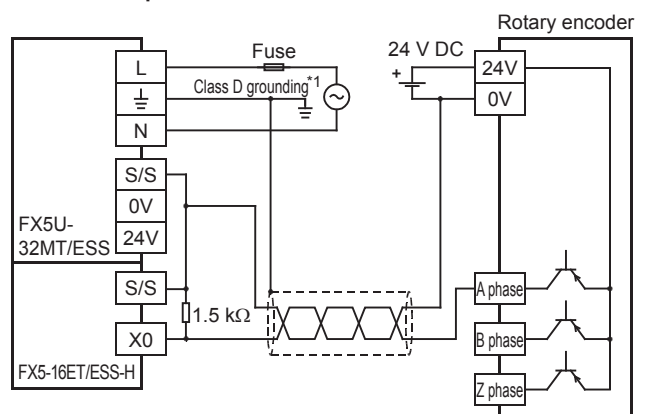 Rotary encoder
L
Fuse
24 V DC
+
24V
Class D grounding*1
0V
N
S/S
0V
24V
FX5U-
32MT/ESS
S/S
1.5 kΩ
X0
FX5-16ET/ESS-H
A phase
B phase
Z phase